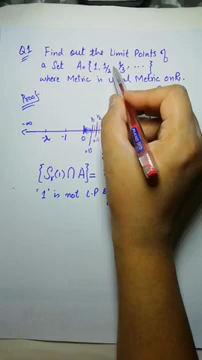 Q1 Find out the Limit Points of
a Set A = {1, 1/2, 1/3, ....}
where Metric is usual Metric on R.
Proof
-∞ -2 -1 0
{Sr(1) ∩ A} =
'1' is not L.P